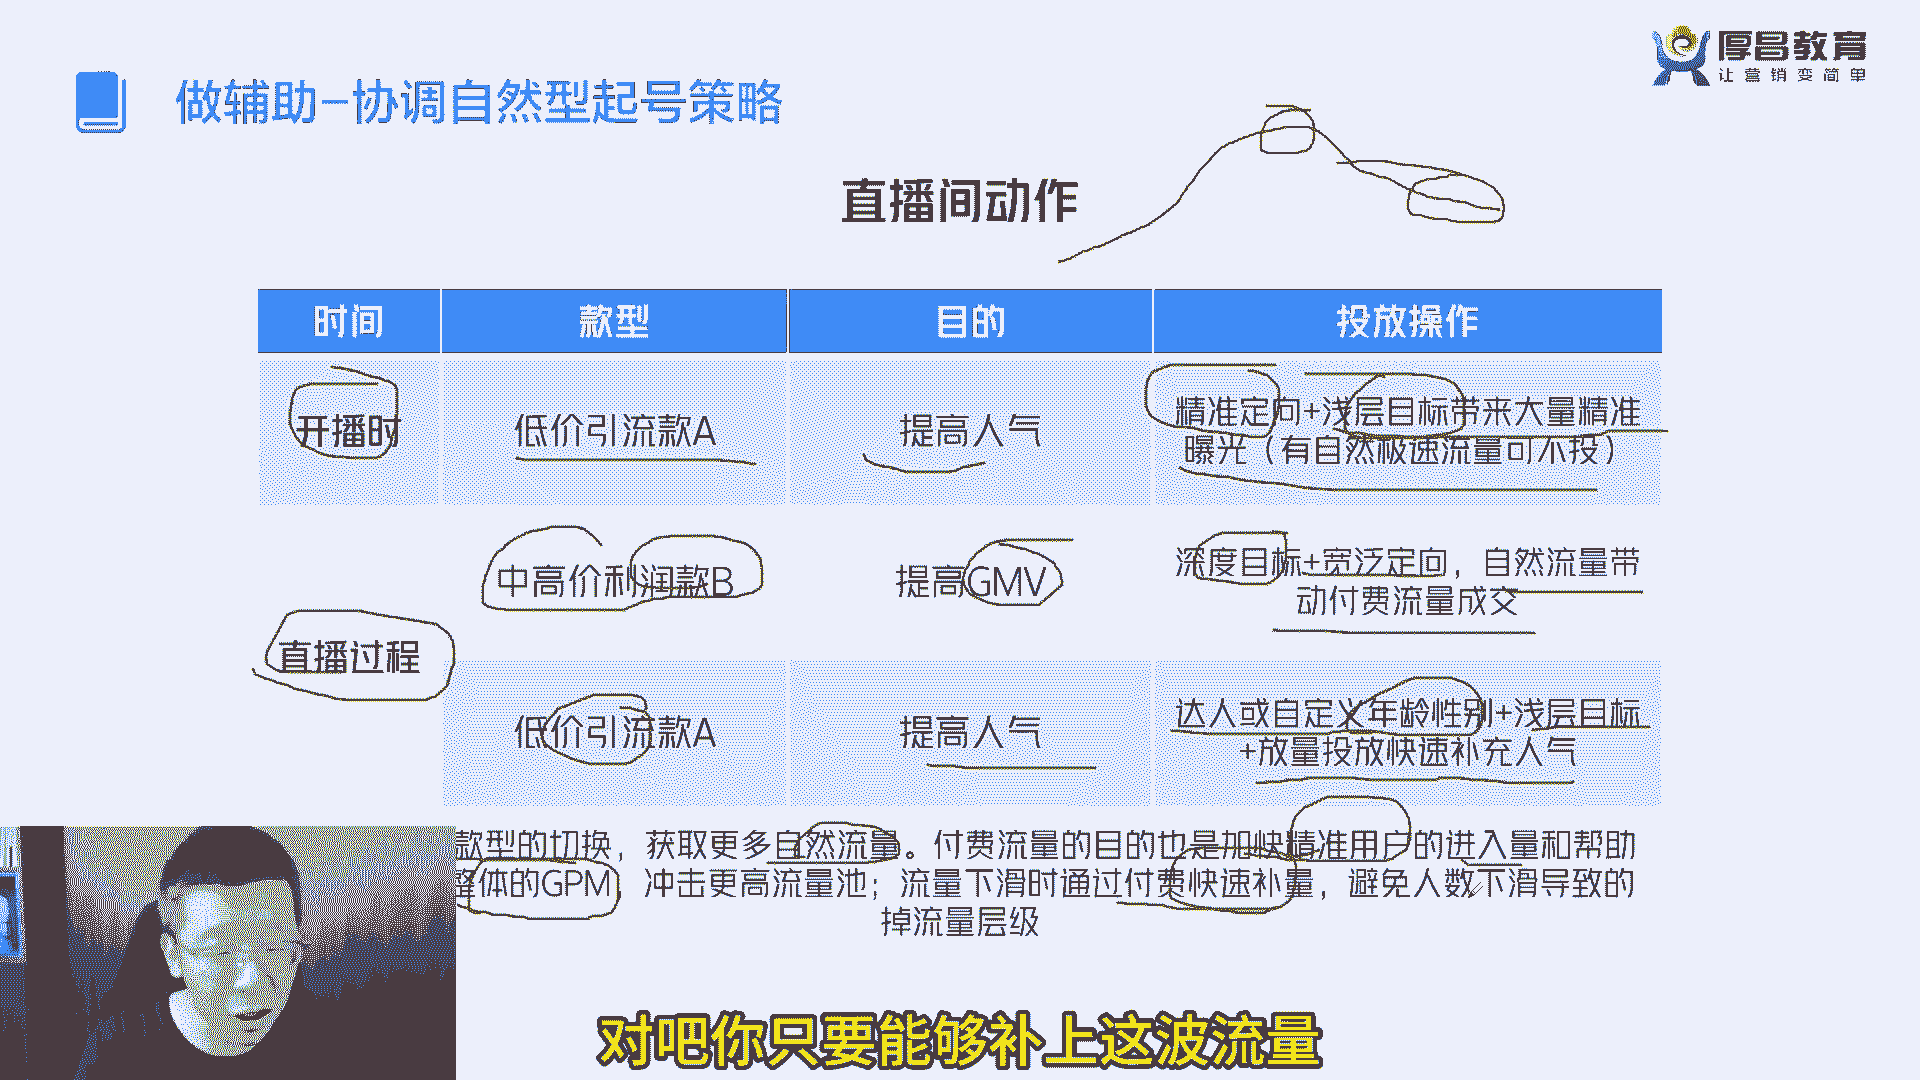 厚昌教育
让营销变简单
做辅助-协调自然型起号策略
直播间动作
时间 款型 目的 投放操作
开播时 低价引流款A 提高人气 精准定向+浅层目标带来大量精准
曝光（有自然极速流量可不投）
直播过程
中高价利润款B 提高GMV 深度目标+宽泛定向，自然流量带
动付费流量成交
低价引流款A 提高人气 达人或自定义年龄性别+浅层目标
+放量投放快速补充人气
款型的切换，获取更多自然流量。付费流量的目的也是加快精准用户的进入量和帮助
整体的GPM，冲击更高流量池；流量下滑时通过付费快速补量，避免人数下滑导致的
掉流量层级
对吧你只要能够补上这波流量